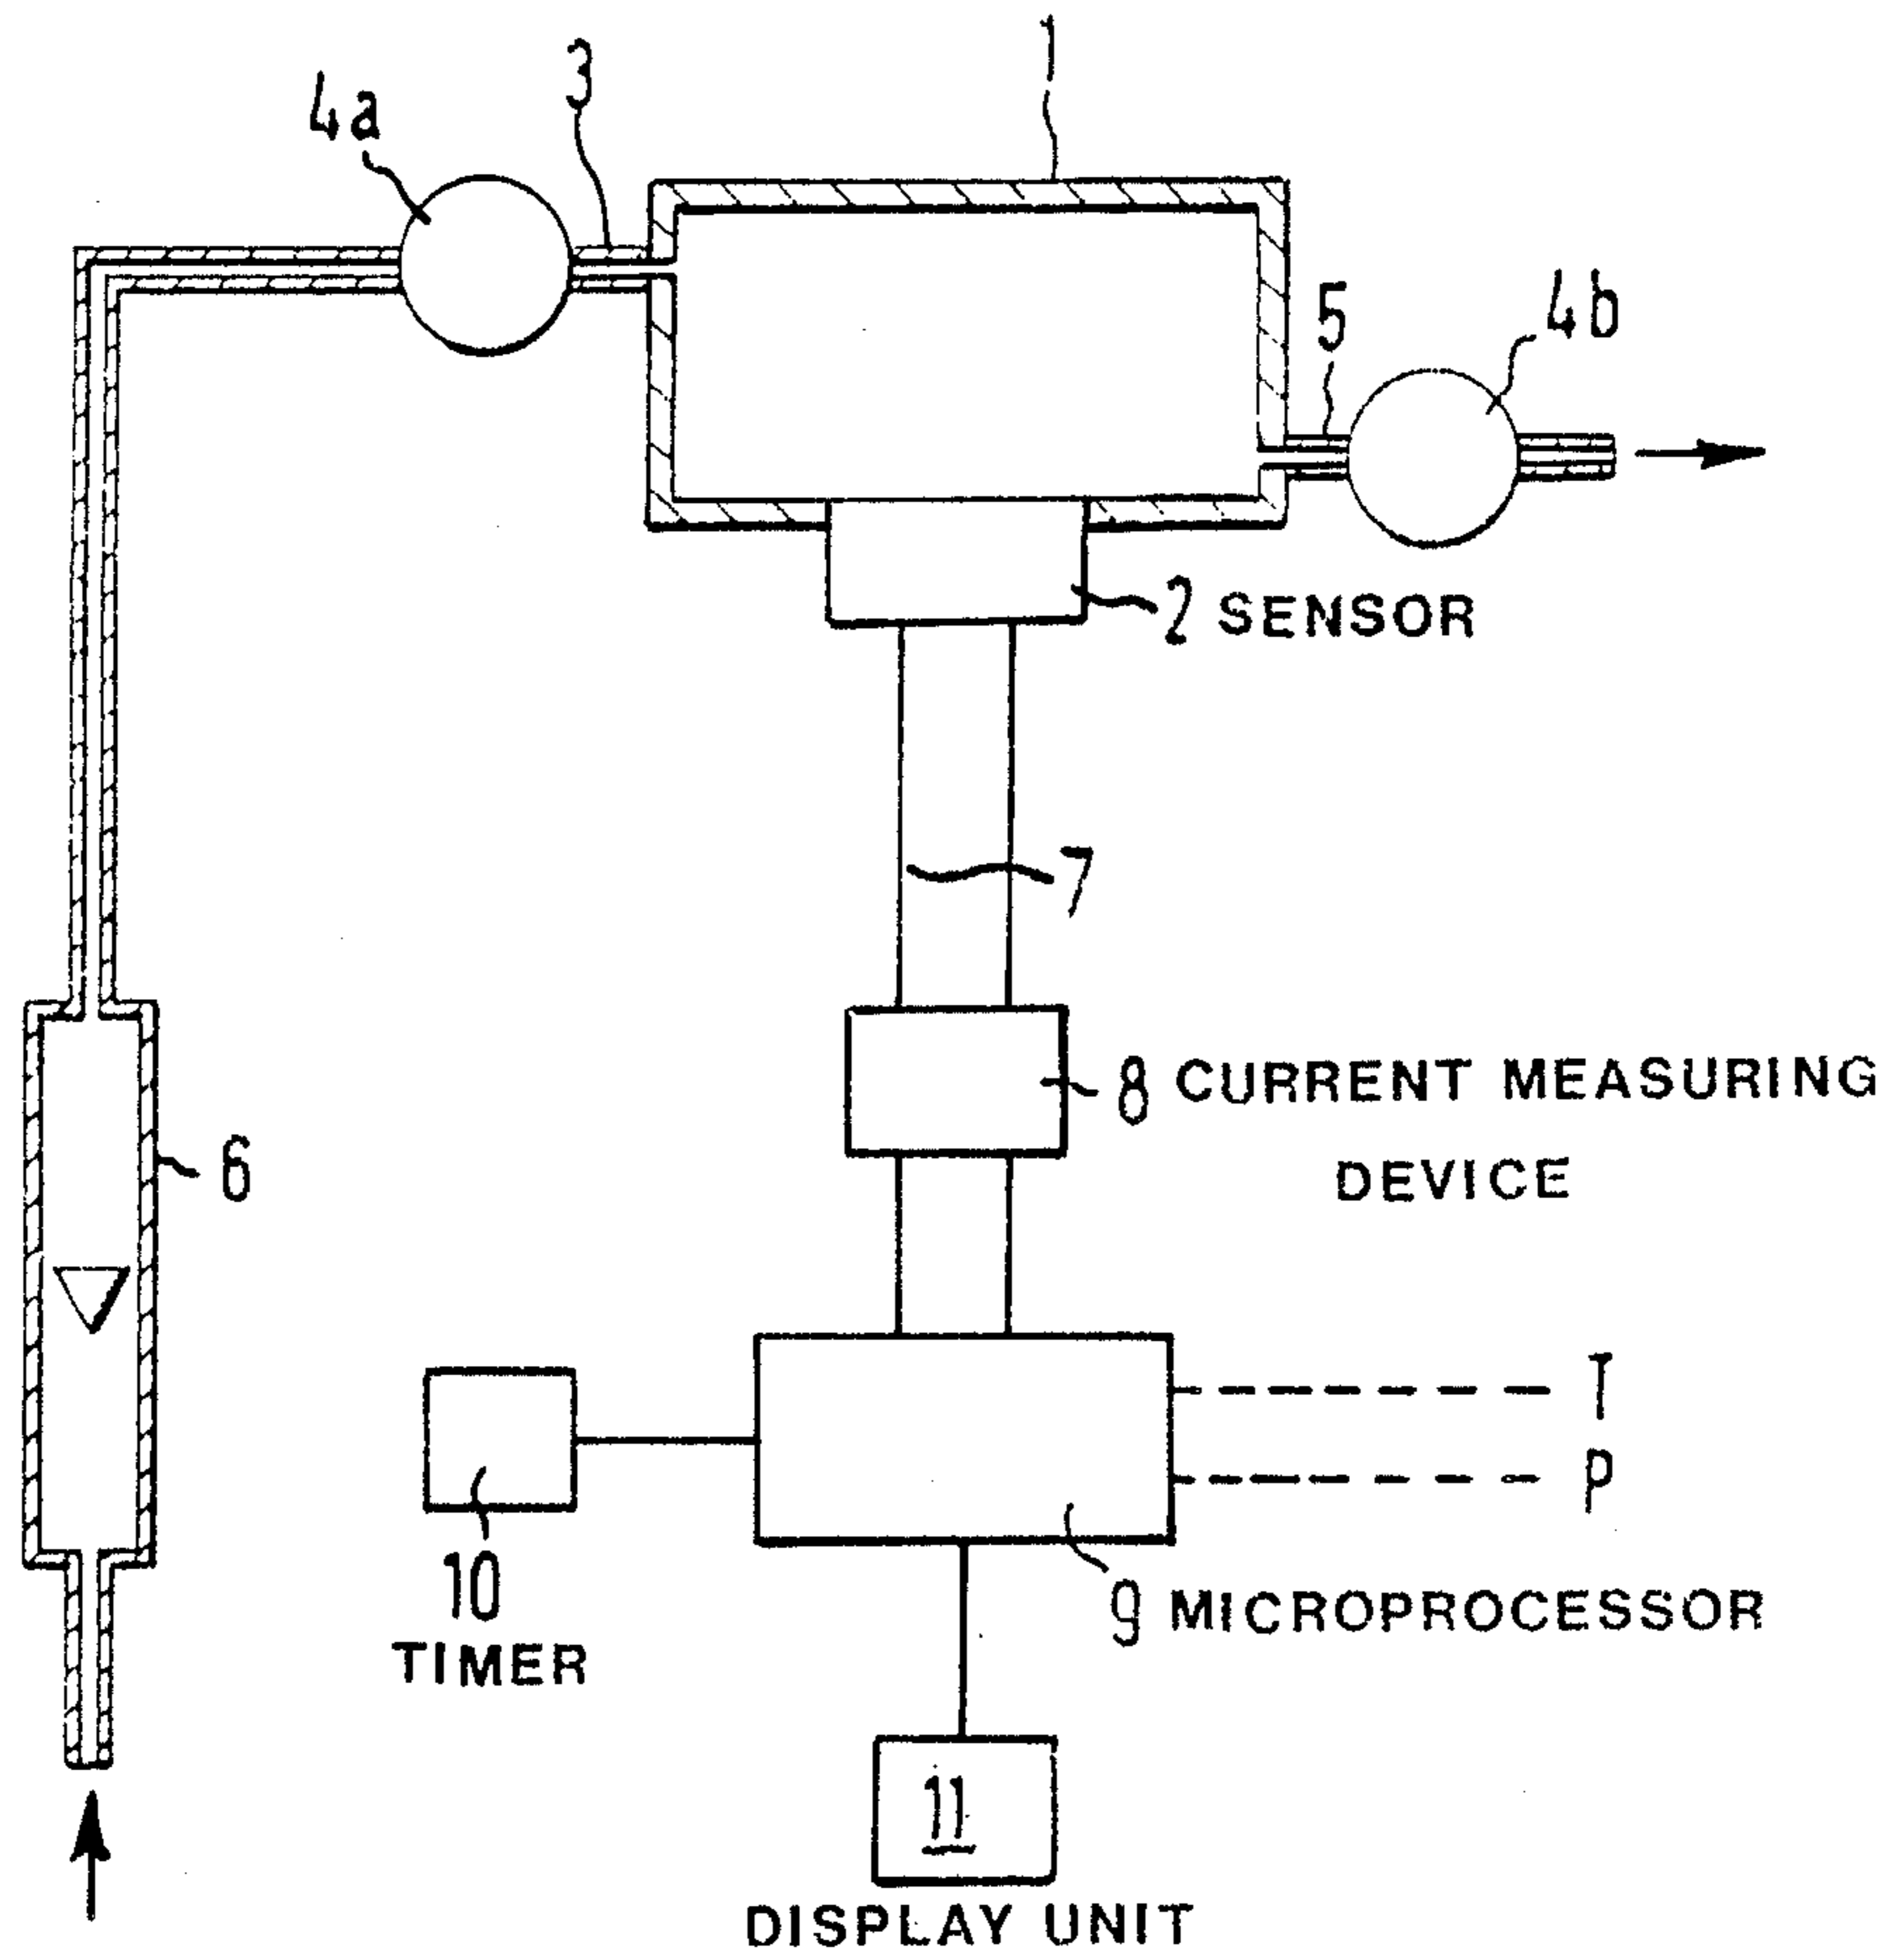 1
3
4a
4b
5
2 SENSOR
7
8 CURRENT MEASURING
DEVICE
6
T
P
10
TIMER
9 MICROPROCESSOR
11
DISPLAY UNIT